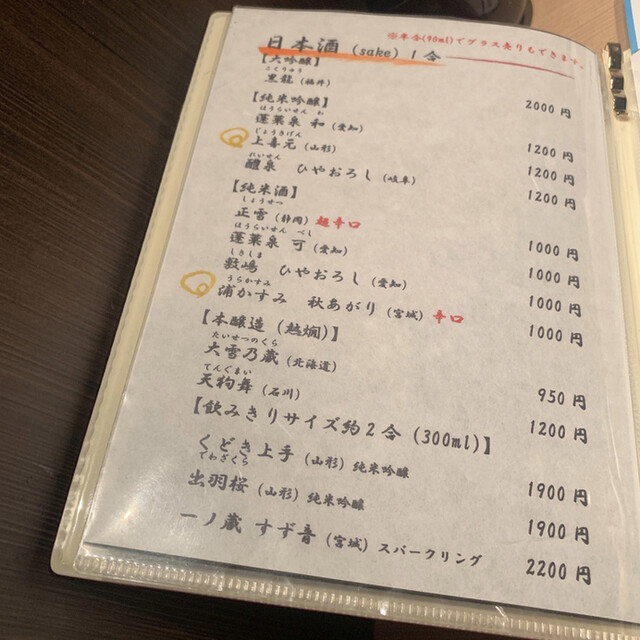 ※半合(90ml)でグラス売りもできます。
日本酒 (sake) 1合
【大吟醸】
こくりゅう
黒龍 (福井) 2000円
【純米吟醸】
ほうらいせん わ
蓬莱泉 和 (愛知) 1200円
じょうきげん
上喜元 (山形) 1200円
れいせん
醴泉 ひやおろし (岐阜) 1200円
【純米酒】
しょうせつ
正雪 (静岡) 超辛口 1000円
ほうらいせん べし
蓬莱泉 可 (愛知) 1000円
しきしま
敷嶋 ひやおろし (愛知) 1000円
うらかすみ
浦かすみ 秋あがり (宮城) 辛口 1000円
【本醸造 (熱燗)】
たいせつのくら
大雪乃蔵 (北海道) 950円
てんぐまい
天狗舞 (石川) 1200円
【飲みきりサイズ約2合 (300ml)】
くどき上手 (山形) 純米吟醸 1900円
でわざくら
出羽桜 (山形) 純米吟醸 1900円
一ノ蔵 すず音 (宮城) スパークリング 2200円